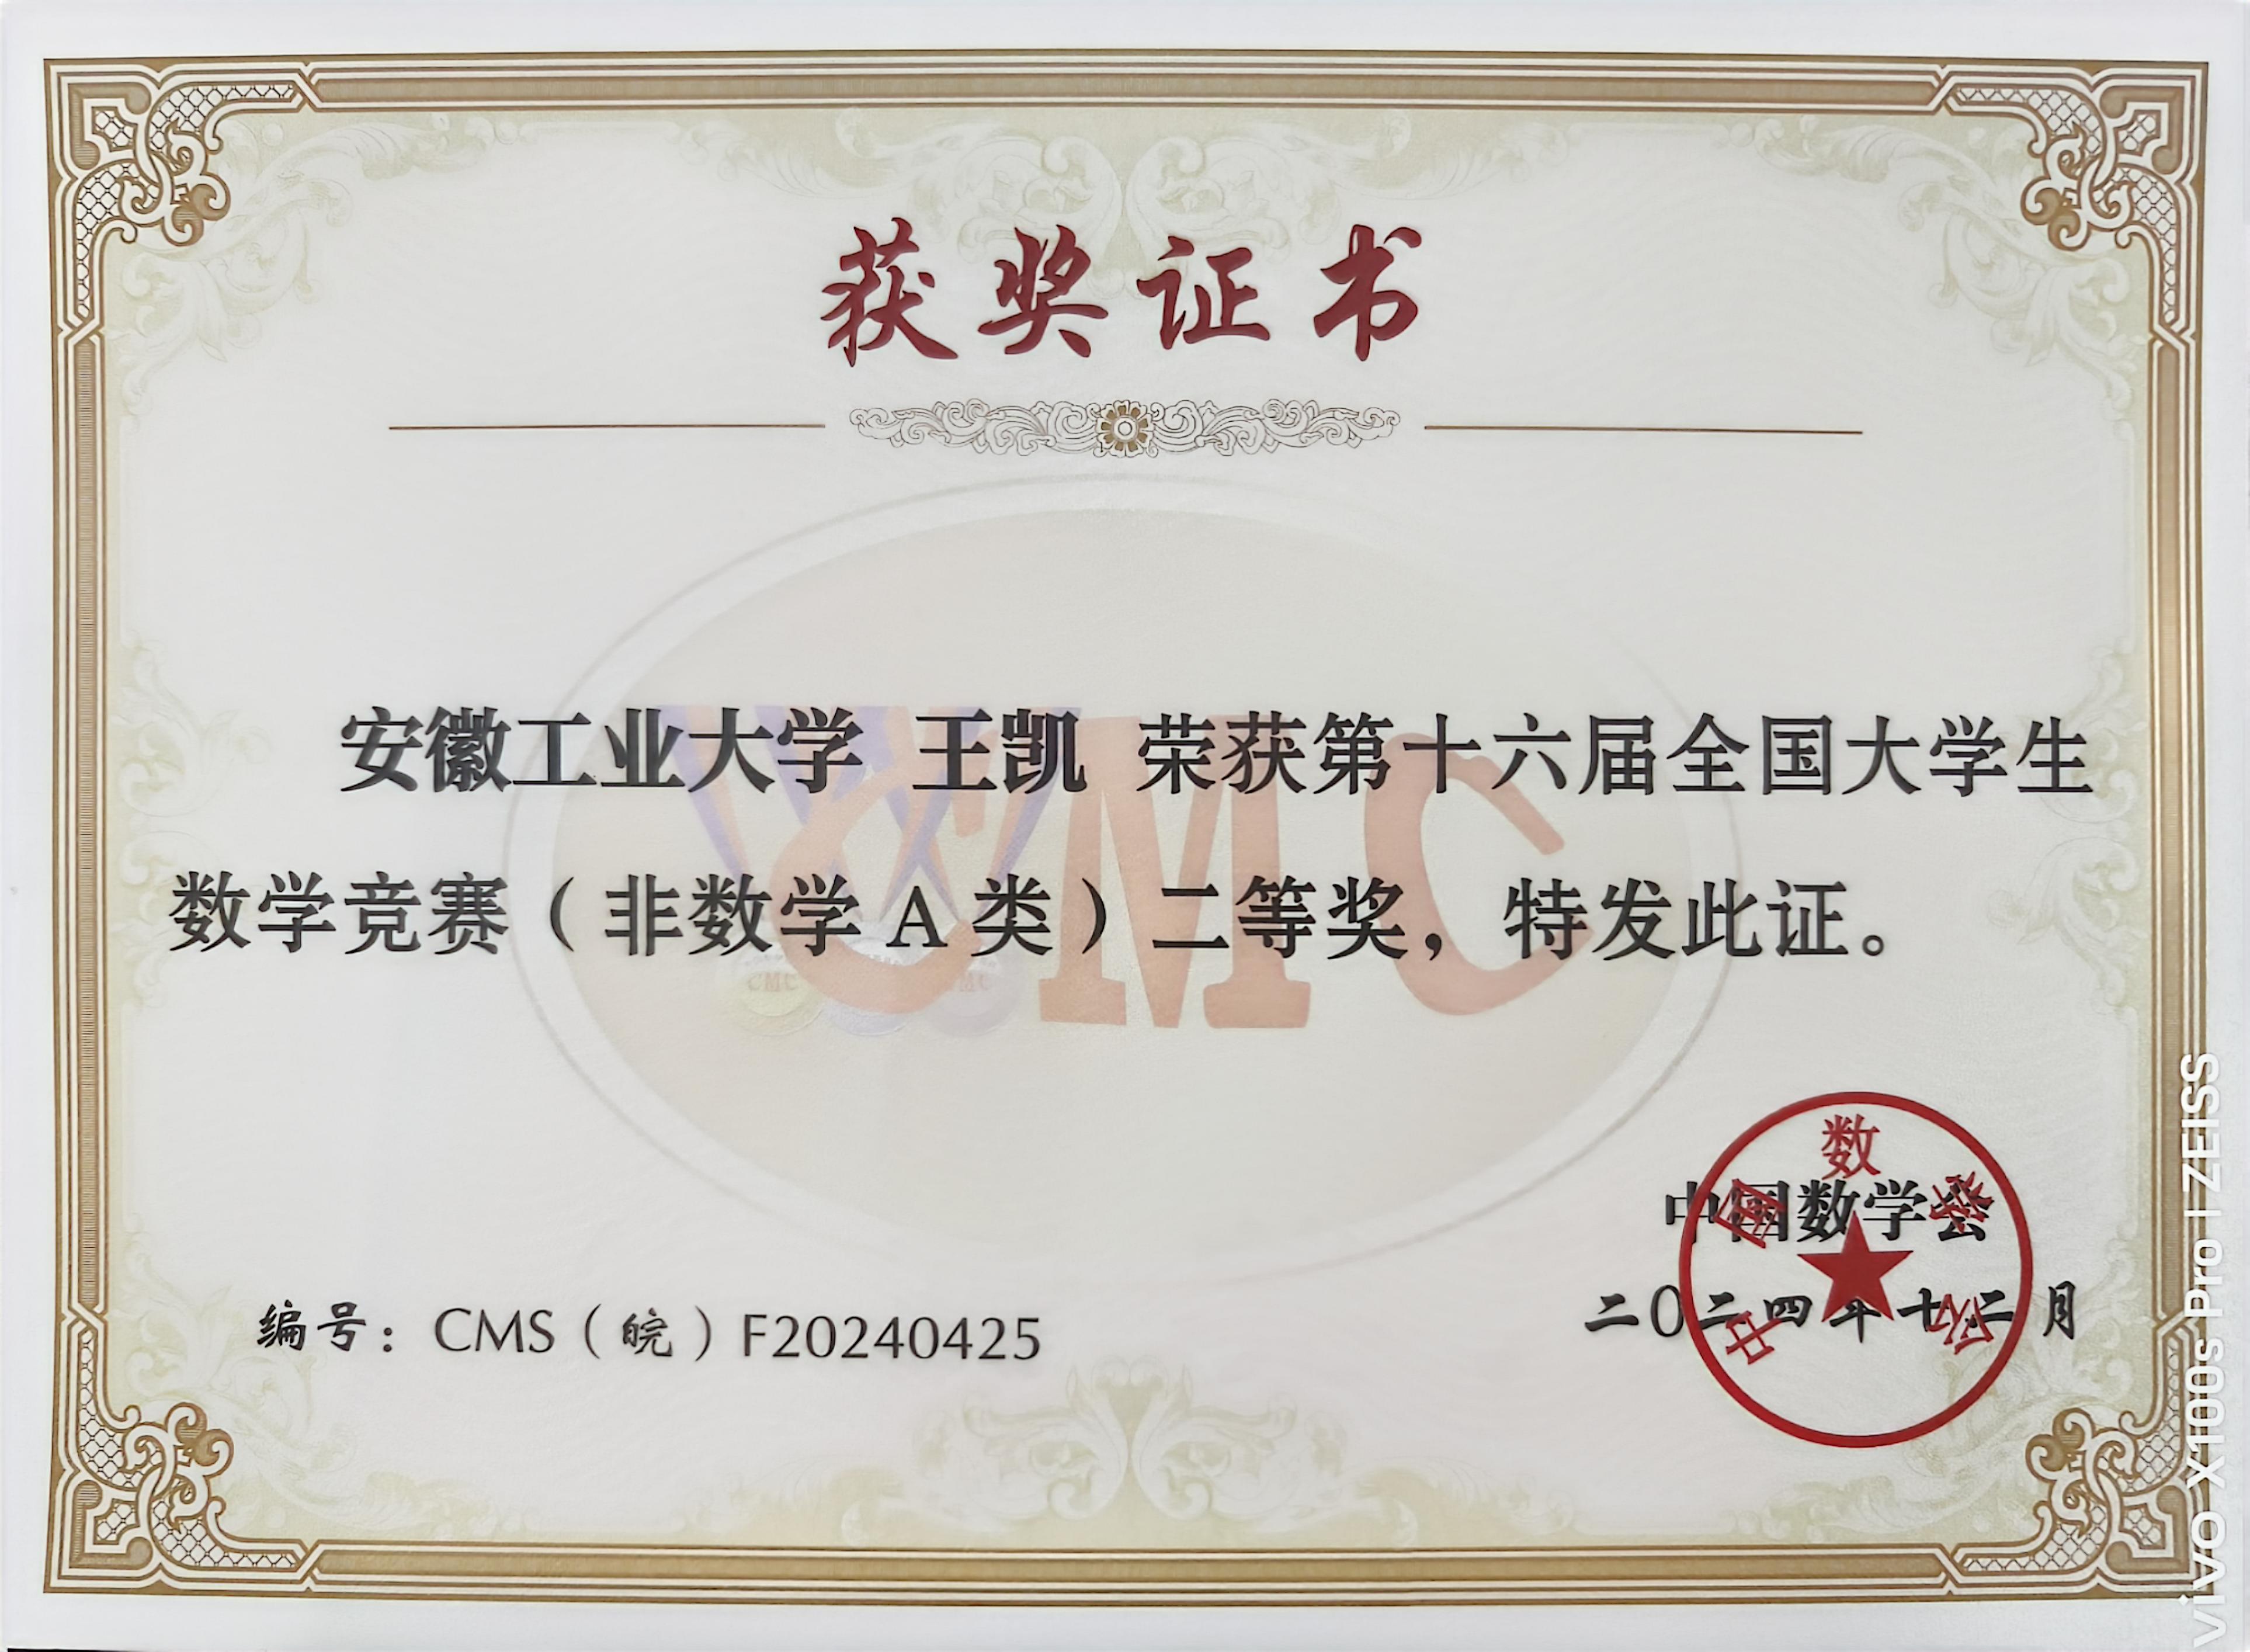 获奖证书
安徽工业大学 王凯 荣获第十六届全国大学生
数学竞赛（非数学A类）二等奖，特发此证。
CMC
CMC
CMC
中国数学会
中国数学会
二〇二四年十二月
编号：CMS（皖）F20240425
vivo X100s Pro | ZEISS